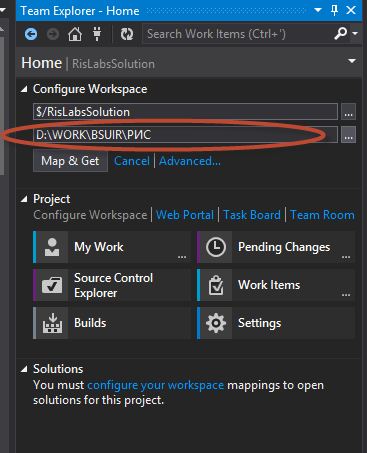 Team Explorer - Home
Search Work Items (Ctrl+')
Home | RisLabsSolution
Configure Workspace
$/RisLabsSolution
...
D:\WORK\BSUIR\РИС
...
Map & Get Cancel | Advanced...
Project
Configure Workspace | Web Portal | Task Board | Team Room
My Work ... Pending Changes ...
Source Control Explorer Work Items ...
Builds Settings
Solutions
You must configure your workspace mappings to open
solutions for this project.